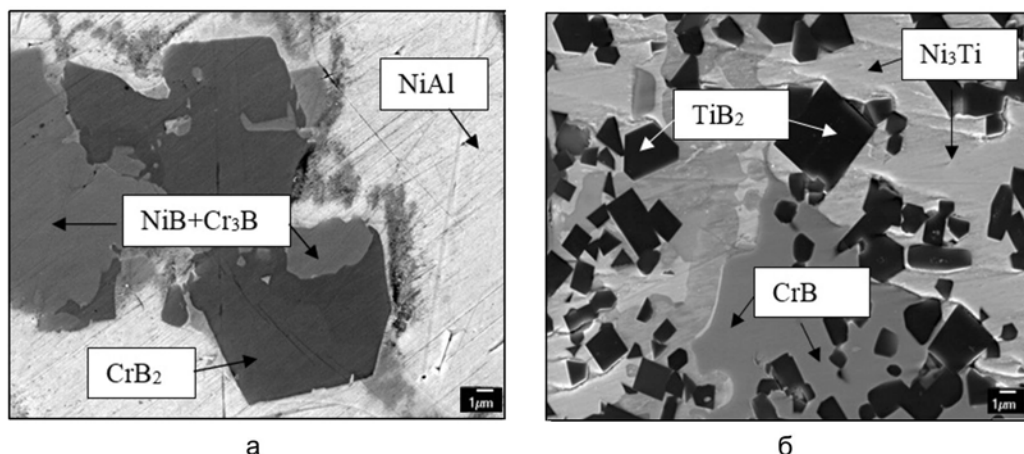 NiAl
NiB+Cr₃B
CrB₂
1μm
а
Ni₃Ti
TiB₂
CrB
1μm
б